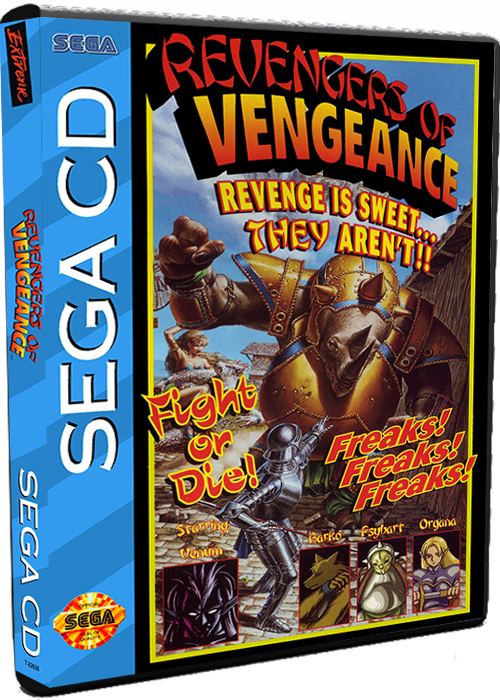 EXtreme
REVENGERS OF
VENGEANCE
SEGA CD
SEGA
SEGA CD
SEGA
REVENGERS OF
VENGEANCE
REVENGE IS SWEET...
THEY AREN'T!!
Fight
or
Die!
Freaks!
Freaks!
Freaks!
Starring:
Venum
Barko
Psyhart
Organa